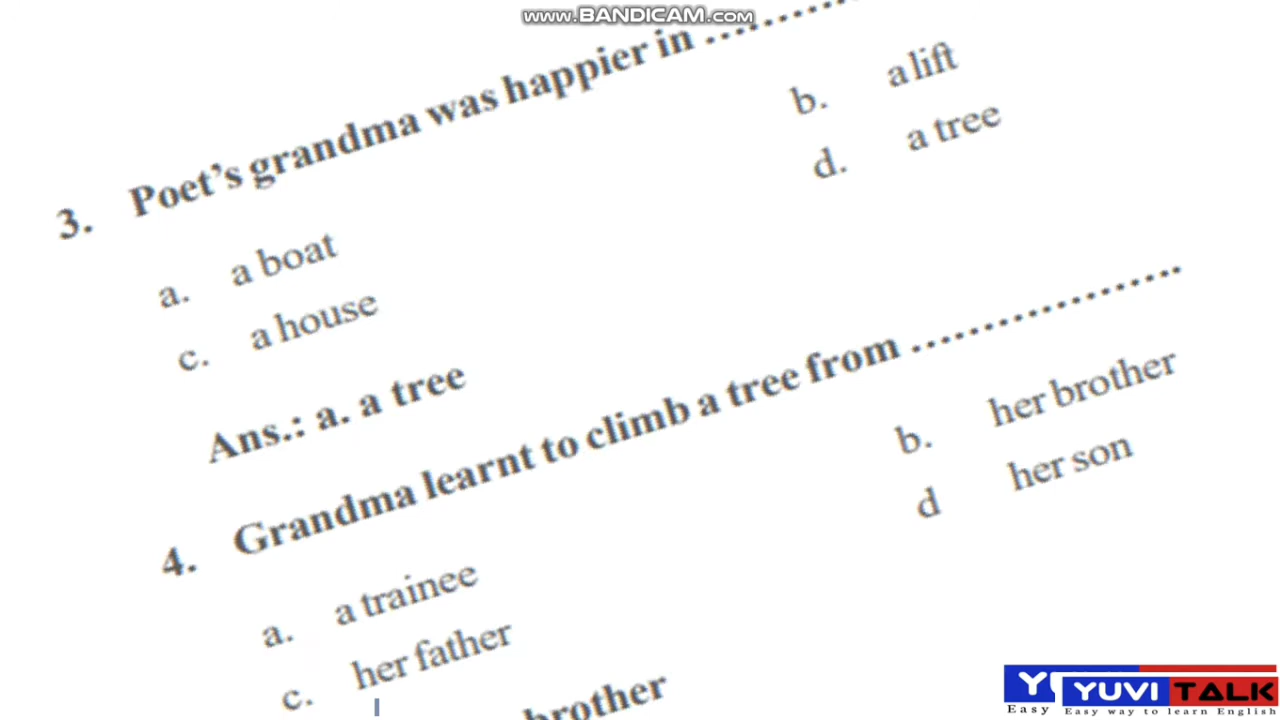 www.BANDICAM.com
3. Poet's grandma was happier in ............
a. a boat b. a lift
c. a house d. a tree
Ans.: a. a tree
4. Grandma learnt to climb a tree from ...................
a. a trainee b. her brother
c. her father d her son
brother
YUVI TALK
Easy Easy way to learn English